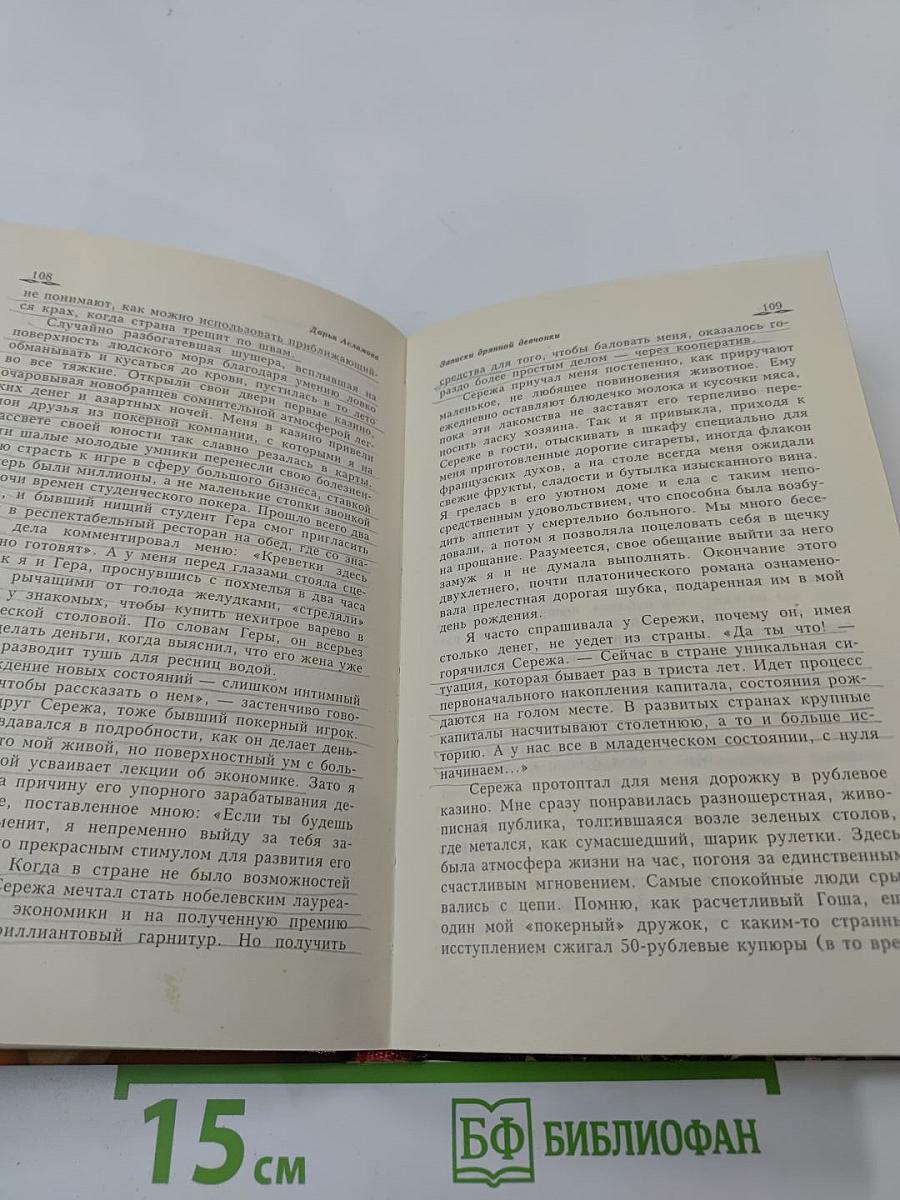 108
Дарья Асламова
не понимают, как можно использовать приближающий-
ся крах, когда страна трещит по швам.
Случайно разбогатевшая шушера, всплывшая на
поверхность людского моря благодаря умению ловко
обманывать и кусаться до крови, пустилась в то лето
во все тяжкие. Открыли свои двери первые казино,
очаровывая новобранцев сомнительной атмосферой лег-
ких денег и азартных ночей. Меня в казино привели
мои друзья из покерной компании, с которыми я на
рассвете своей юности так славно резалась в карты.
ти шалые молодые умники перенесли свою болезнен-
ю страсть к игре в сферу большого бизнеса, ставкой
ерь были миллионы, а не маленькие стопки звонкой
очи времен студенческого покера. Прошло всего два
, и бывший нищий студент Гера смог пригласить
в респектабельный ресторан на обед, где со зна-
дела комментировал меню: «Креветки здесь
но готовят». А у меня перед глазами стояла сце-
к я и Гера, проснувшись с похмелья в два часа
рычащими от голода желудками, «стреляли»
у знакомых, чтобы купить нехитрое варево в
еской столовой. По словам Геры, он всерьез
делать деньги, когда выяснил, что его жена уже
разводит тушь для ресниц водой.
ждение новых состояний — слишком интимный
чтобы рассказать о нем», — застенчиво гово-
руг Сережа, тоже бывший покерный игрок.
вдавался в подробности, как он делает день-
то мой живой, но поверхностный ум с боль-
ой усваивает лекции об экономике. Зато я
а причину его упорного зарабатывания де-
е, поставленное мною: «Если ты будешь
менит, я непременно выйду за тебя за-
о прекрасным стимулом для развития его
Когда в стране не было возможностей
Сережа мечтал стать нобелевским лауреа-
экономики и на полученную премию
риллиантовый гарнитур. Но получить
109
Записки дрянной девчонки
средства для того, чтобы баловать меня, оказалось го-
раздо более простым делом — через кооператив.
Сережа приучал меня постепенно, как приручают
маленькое, не любящее повиновения животное. Ему
ежедневно оставляют блюдечко молока и кусочки мяса,
пока эти лакомства не заставят его терпеливо пере-
носить ласку хозяина. Так и я привыкла, приходя к
Сереже в гости, отыскивать в шкафу специально для
меня приготовленные дорогие сигареты, иногда флакон
французских духов, а на столе всегда меня ожидали
свежие фрукты, сладости и бутылка изысканного вина.
Я грелась в его уютном доме и ела с таким непо-
средственным удовольствием, что способна была возбу-
дить аппетит у смертельно больного. Мы много бесе-
довали, а потом я позволяла поцеловать себя в щечку
на прощание. Разумеется, свое обещание выйти за него
замуж я и не думала выполнять. Окончание этого
двухлетнего, почти платонического романа ознамено-
вала прелестная дорогая шубка, подаренная им в мой
день рождения.
Я часто спрашивала у Сережи, почему он, имея
столько денег, не уедет из страны. «Да ты что! —
горячился Сережа. — Сейчас в стране уникальная си-
туация, которая бывает раз в триста лет. Идет процесс
первоначального накопления капитала, состояния рож-
даются на голом месте. В развитых странах крупные
капиталы насчитывают столетнюю, а то и больше ис-
торию. А у нас все в младенческом состоянии, с нуля
начинаем...»
Сережа протоптал для меня дорожку в рублевое
казино. Мне сразу понравилась разношерстная, живо-
писная публика, толпившаяся возле зеленых столов,
где метался, как сумасшедший, шарик рулетки. Здесь
была атмосфера жизни на час, погоня за единственным
счастливым мгновением. Самые спокойные люди сры
вались с цепи. Помню, как расчетливый Гоша, ещ
один мой «покерный» дружок, с каким-то странны
исступлением сжигал 50-рублевые купюры (в то вре
15 см
БФ БИБЛИОФАН